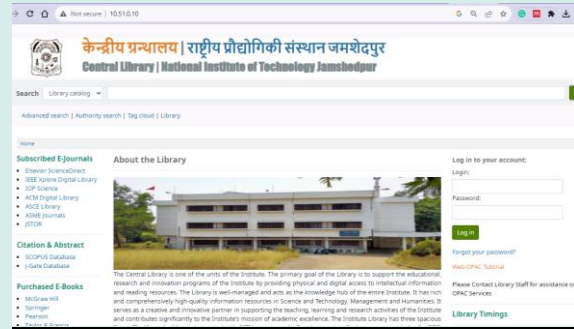 Not secure | 10.51.0.10
केन्द्रीय ग्रन्थालय | राष्ट्रीय प्रौद्योगिकी संस्थान जमशेदपुर
Central Library | National Institute of Technology Jamshedpur
Search Library catalog
Advanced search | Authority search | Tag cloud | Library
Home
Subscribed E-Journals
Elsevier ScienceDirect
IEEE Xplore Digital Library
IOP Science
ACM Digital Library
ASCE Library
ASME Journals
JSTOR
Citation & Abstract
SCOPUS Database
J-Gate Database
Purchased E-Books
McGraw Hill
Springer
Pearson
Taylor & Francis
About the Library
The Central Library is one of the units of the Institute. The primary goal of the Library is to support the educational,
research and innovation programs of the Institute by providing physical and digital access to intellectual information
and reading resources. The Library is well-managed and acts as the knowledge hub of the entire Institute. It has rich
and comprehensively high-quality information resources in Science and Technology, Management and Humanities. It
serves as a creative and innovative partner in supporting the teaching, learning and research activities of the Institute
and contributes significantly to the Institute's mission of academic excellence. The Institute Library has three spacious
Log in to your account:
Login:
Password:
Log in
Forgot your password?
Web-OPAC Tutorial
Please Contact Library Staff for assistance on
OPAC Services
Library Timings